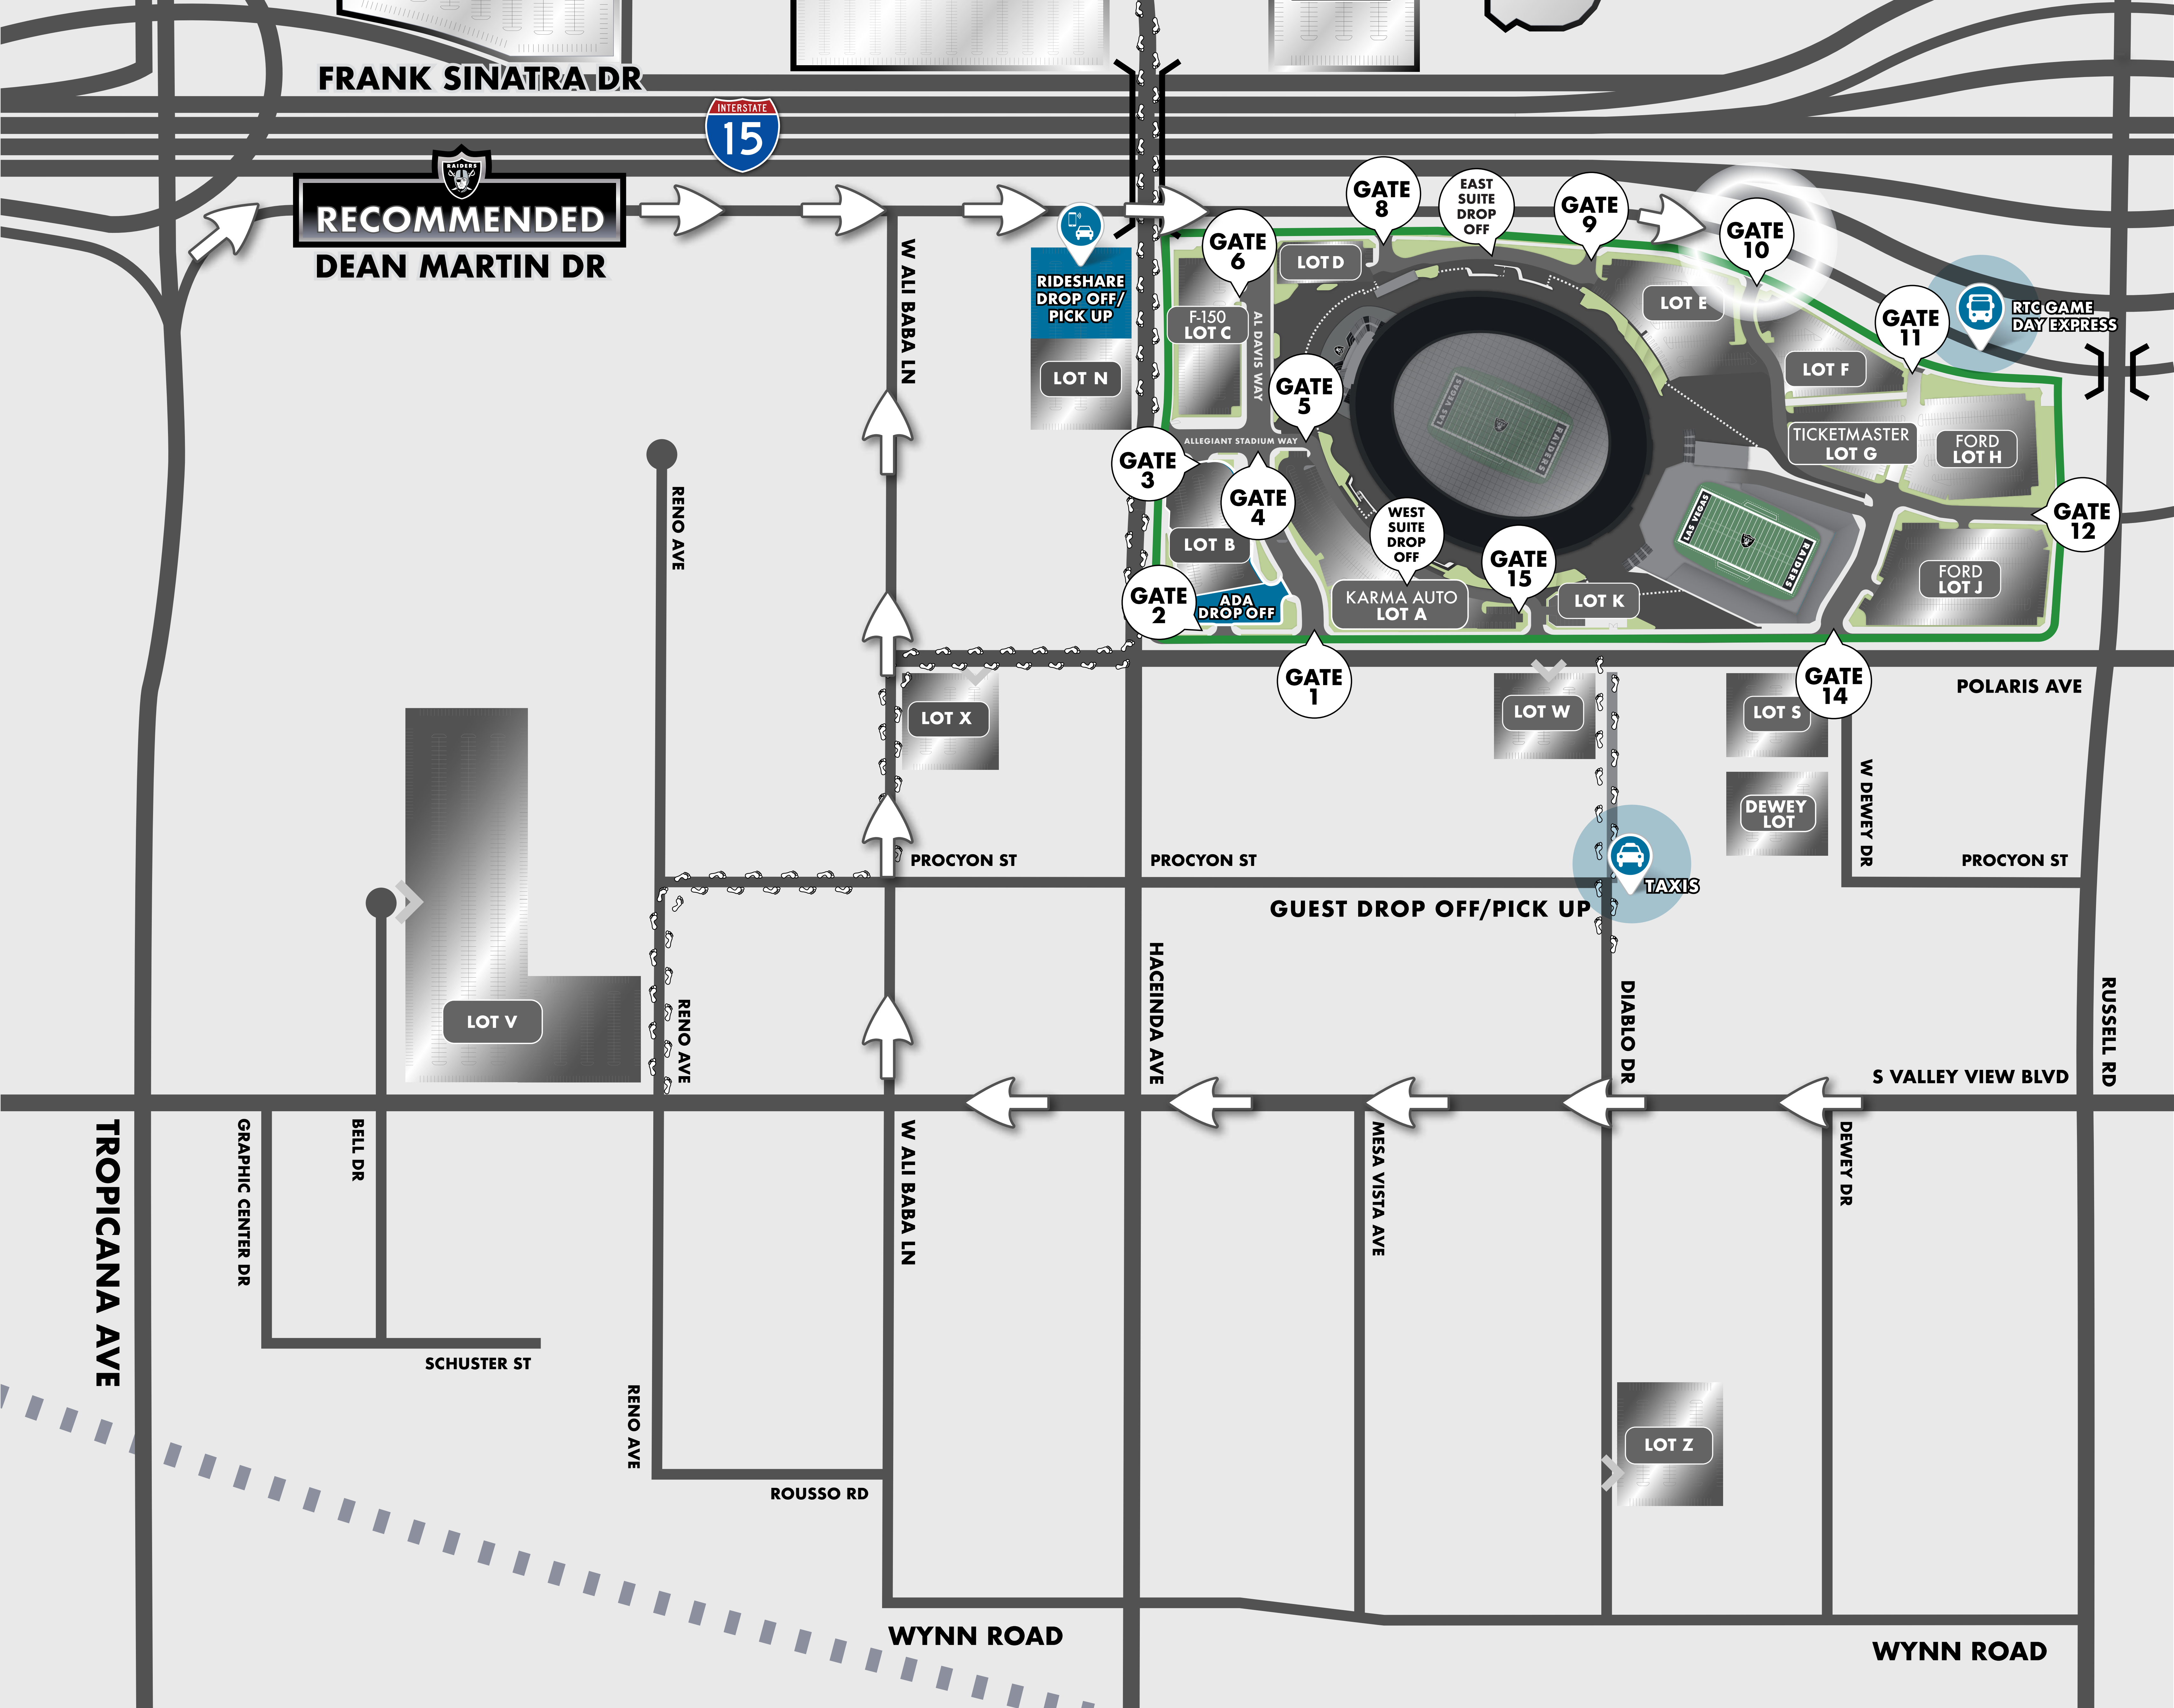 FRANK SINATRA DR
INTERSTATE
15
RAIDERS
RECOMMENDED
DEAN MARTIN DR
W ALI BABA LN
RIDESHARE
DROP OFF/
PICK UP
LOT N
GATE
6
LOT D
GATE
8
EAST
SUITE
DROP
OFF
GATE
9
GATE
10
LOT E
F-150
LOT C
AL DAVIS WAY
GATE
5
LAS VEGAS
RAIDERS
LOT F
GATE
11
RTC GAME
DAY EXPRESS
ALLEGIANT STADIUM WAY
TICKETMASTER
LOT G
FORD
LOT H
GATE
3
GATE
4
WEST
SUITE
DROP
OFF
GATE
15
LAS VEGAS
RAIDERS
GATE
12
LOT B
GATE
2
ADA
DROP OFF
KARMA AUTO
LOT A
LOT K
FORD
LOT J
RENO AVE
GATE
1
GATE
14
POLARIS AVE
LOT X
LOT W
LOT S
DEWEY
LOT
W DEWEY DR
PROCYON ST
PROCYON ST
PROCYON ST
TAXIS
GUEST DROP OFF/PICK UP
LOT V
RENO AVE
HACEINDA AVE
DIABLO DR
RUSSELL RD
S VALLEY VIEW BLVD
TROPICANA AVE
GRAPHIC CENTER DR
BELL DR
W ALI BABA LN
MESA VISTA AVE
DEWEY DR
SCHUSTER ST
RENO AVE
LOT Z
ROUSSO RD
WYNN ROAD
WYNN ROAD